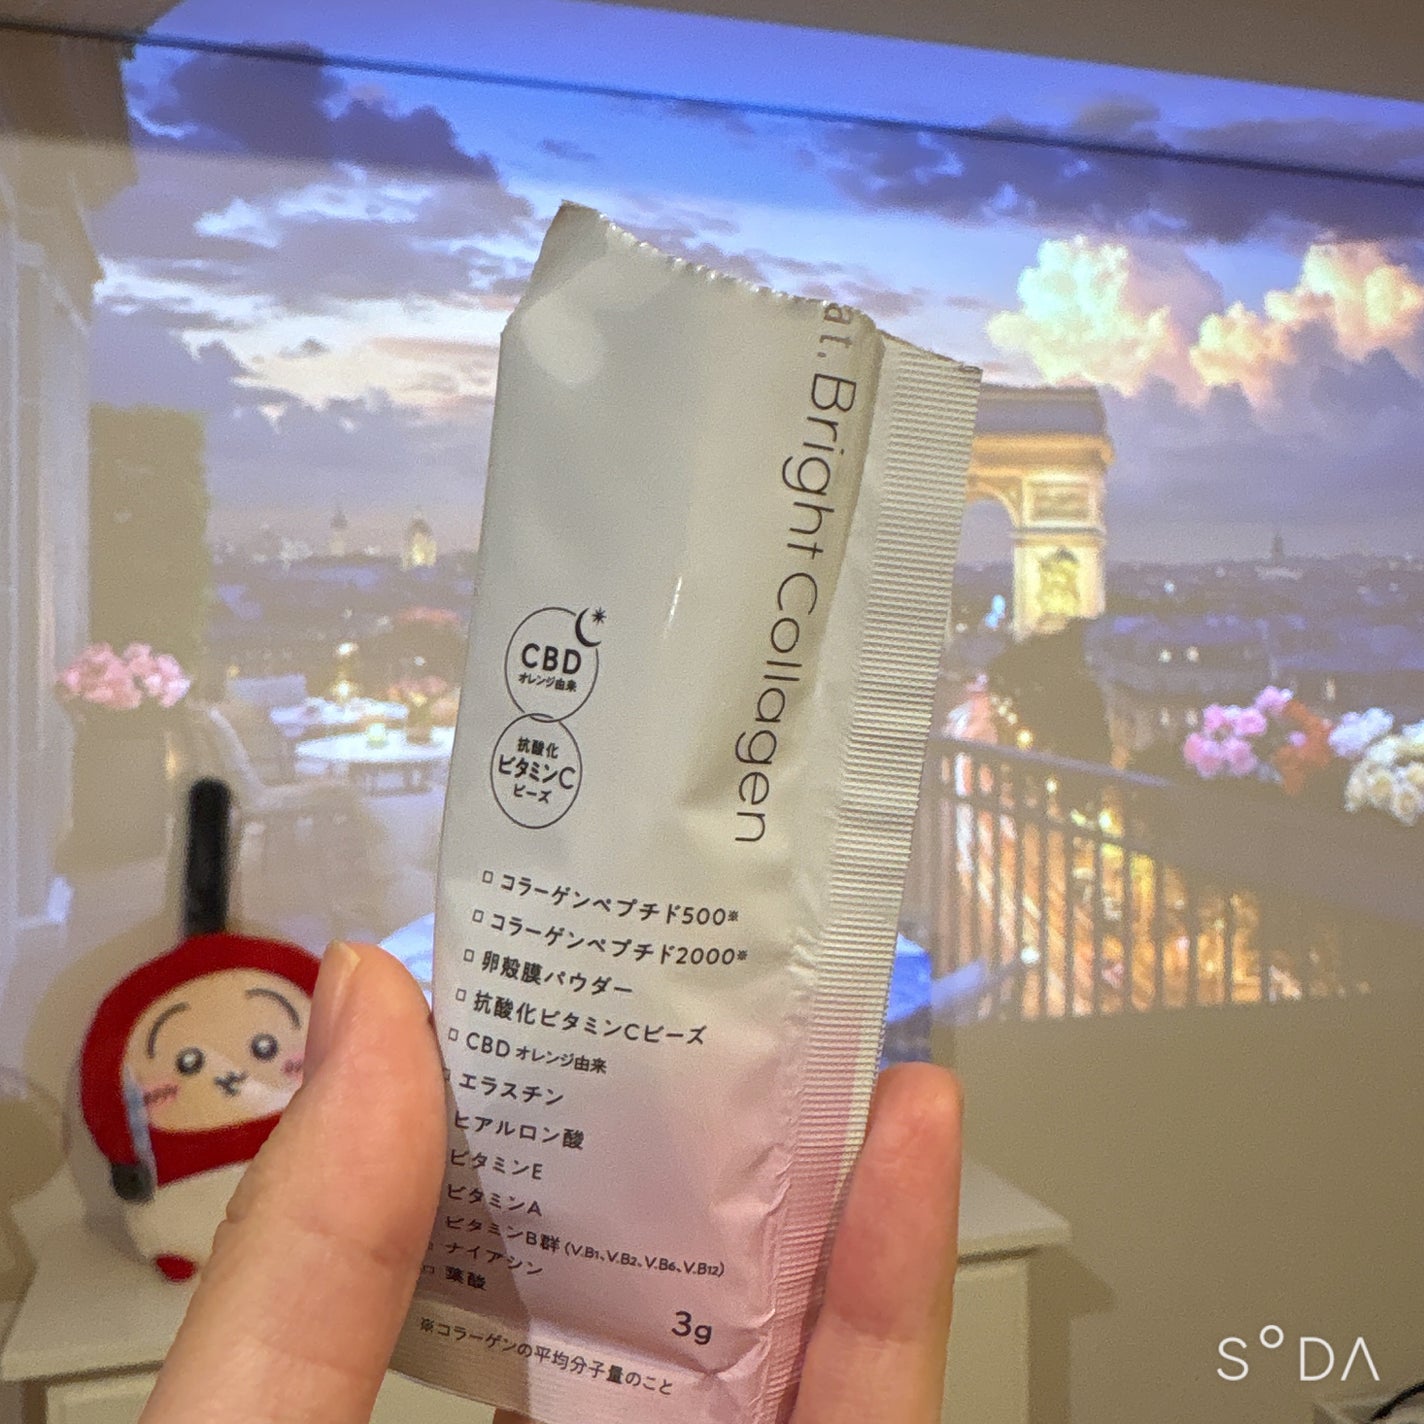 at. Bright Collagen
CBD
オレンジ由来
抗酸化
ビタミンC
ビーズ
□ コラーゲンペプチド500※
□ コラーゲンペプチド2000※
□ 卵殻膜パウダー
□ 抗酸化ビタミンCビーズ
□ CBD オレンジ由来
エラスチン
ヒアルロン酸
ビタミンE
ビタミンA
ビタミンB群 (V.B1、V.B2、V.B6、V.B12)
ナイアシン
□ 葉酸
3g
※コラーゲンの平均分子量のこと
SODA